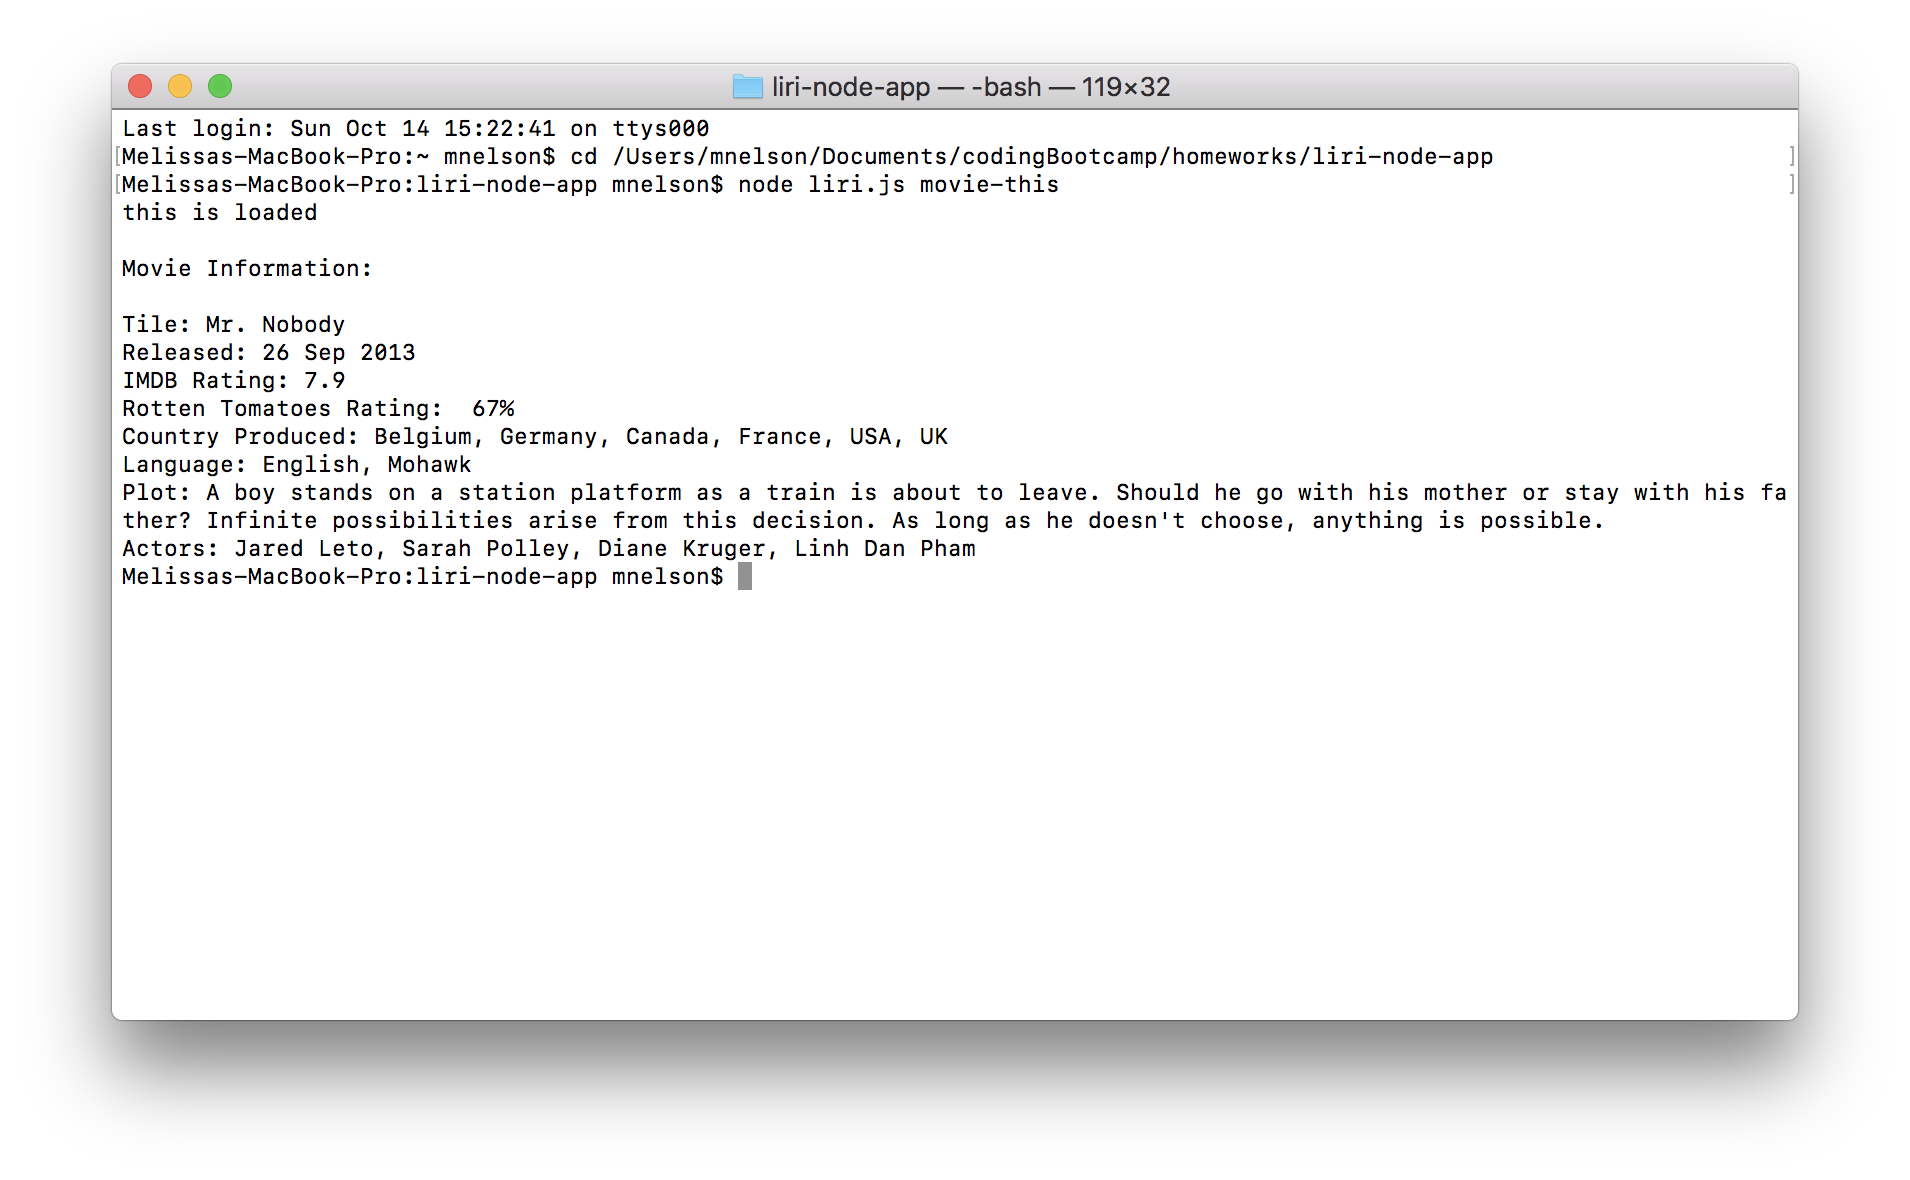 liri-node-app — -bash — 119×32
Last login: Sun Oct 14 15:22:41 on ttys000
[Melissas-MacBook-Pro:~ mnelson$ cd /Users/mnelson/Documents/codingBootcamp/homeworks/liri-node-app ]
[Melissas-MacBook-Pro:liri-node-app mnelson$ node liri.js movie-this ]
this is loaded
Movie Information:
Tile: Mr. Nobody
Released: 26 Sep 2013
IMDB Rating: 7.9
Rotten Tomatoes Rating:  67%
Country Produced: Belgium, Germany, Canada, France, USA, UK
Language: English, Mohawk
Plot: A boy stands on a station platform as a train is about to leave. Should he go with his mother or stay with his fa
ther? Infinite possibilities arise from this decision. As long as he doesn't choose, anything is possible.
Actors: Jared Leto, Sarah Polley, Diane Kruger, Linh Dan Pham
Melissas-MacBook-Pro:liri-node-app mnelson$